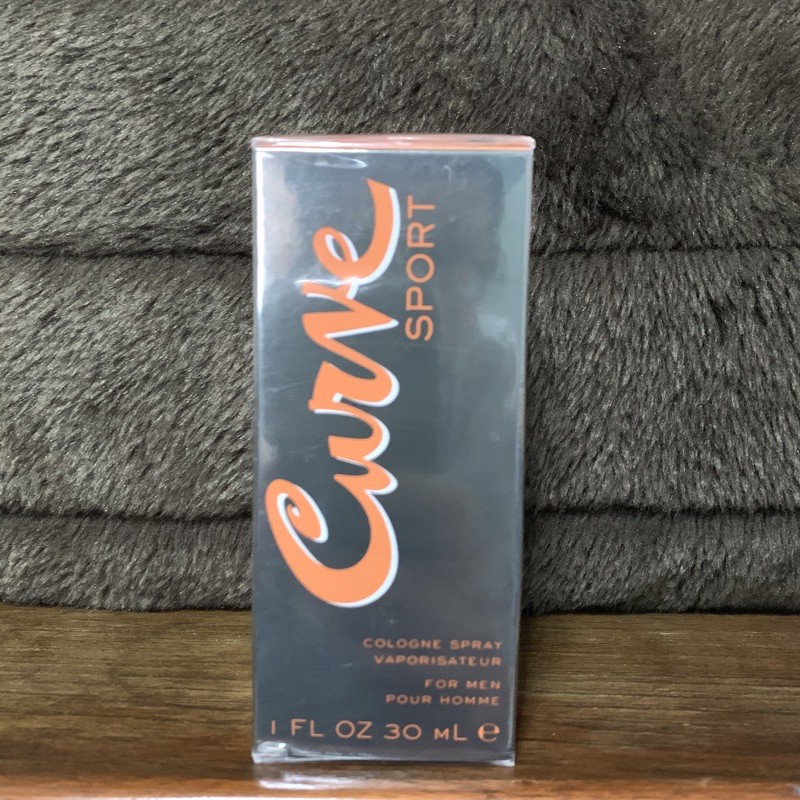 Curve
SPORT
COLOGNE SPRAY
VAPORISATEUR
FOR MEN
POUR HOMME
1 FL OZ 30 mL ℮